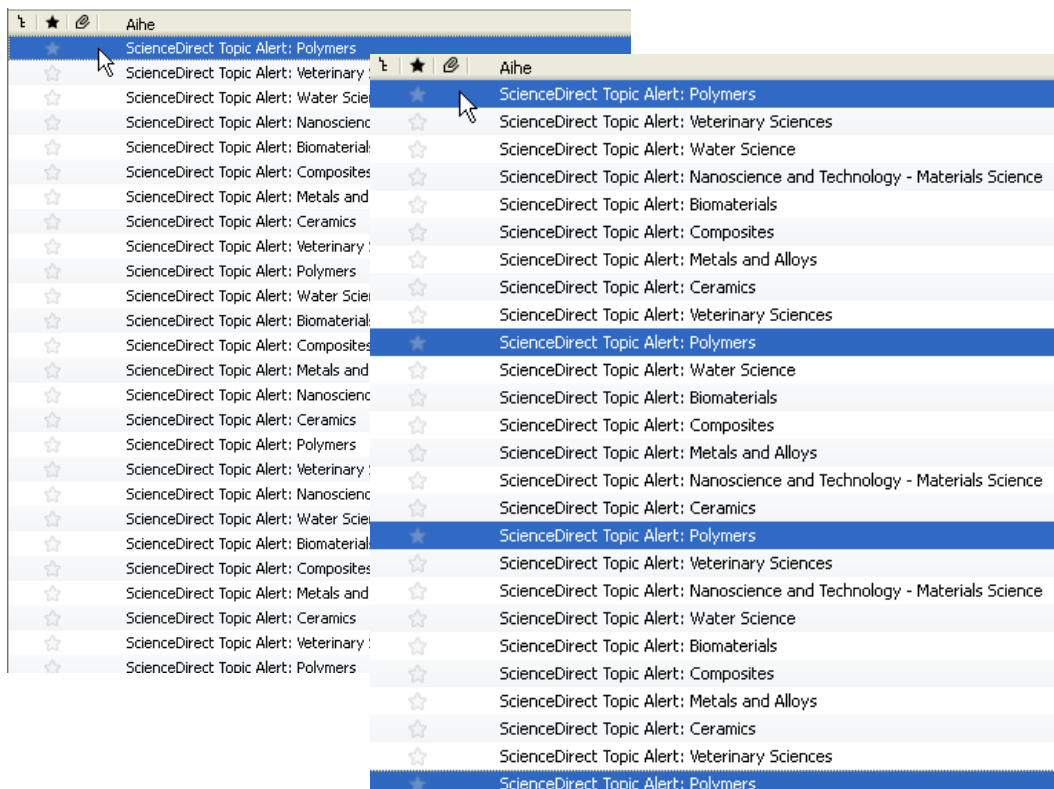 Aihe
ScienceDirect Topic Alert: Polymers
ScienceDirect Topic Alert: Veterinary
ScienceDirect Topic Alert: Water Scie
ScienceDirect Topic Alert: Nanoscienc
ScienceDirect Topic Alert: Biomaterial
ScienceDirect Topic Alert: Composites
ScienceDirect Topic Alert: Metals and
ScienceDirect Topic Alert: Ceramics
ScienceDirect Topic Alert: Veterinary
ScienceDirect Topic Alert: Polymers
ScienceDirect Topic Alert: Water Scie
ScienceDirect Topic Alert: Biomaterial
ScienceDirect Topic Alert: Composites
ScienceDirect Topic Alert: Metals and
ScienceDirect Topic Alert: Nanoscienc
ScienceDirect Topic Alert: Ceramics
ScienceDirect Topic Alert: Polymers
ScienceDirect Topic Alert: Veterinary
ScienceDirect Topic Alert: Nanoscienc
ScienceDirect Topic Alert: Water Scie
ScienceDirect Topic Alert: Biomaterial
ScienceDirect Topic Alert: Composites
ScienceDirect Topic Alert: Metals and
ScienceDirect Topic Alert: Ceramics
ScienceDirect Topic Alert: Veterinary
ScienceDirect Topic Alert: Polymers
Aihe
ScienceDirect Topic Alert: Polymers
ScienceDirect Topic Alert: Veterinary Sciences
ScienceDirect Topic Alert: Water Science
ScienceDirect Topic Alert: Nanoscience and Technology - Materials Science
ScienceDirect Topic Alert: Biomaterials
ScienceDirect Topic Alert: Composites
ScienceDirect Topic Alert: Metals and Alloys
ScienceDirect Topic Alert: Ceramics
ScienceDirect Topic Alert: Veterinary Sciences
ScienceDirect Topic Alert: Polymers
ScienceDirect Topic Alert: Water Science
ScienceDirect Topic Alert: Biomaterials
ScienceDirect Topic Alert: Composites
ScienceDirect Topic Alert: Metals and Alloys
ScienceDirect Topic Alert: Nanoscience and Technology - Materials Science
ScienceDirect Topic Alert: Ceramics
ScienceDirect Topic Alert: Polymers
ScienceDirect Topic Alert: Veterinary Sciences
ScienceDirect Topic Alert: Nanoscience and Technology - Materials Science
ScienceDirect Topic Alert: Water Science
ScienceDirect Topic Alert: Biomaterials
ScienceDirect Topic Alert: Composites
ScienceDirect Topic Alert: Metals and Alloys
ScienceDirect Topic Alert: Ceramics
ScienceDirect Topic Alert: Veterinary Sciences
ScienceDirect Topic Alert: Polymers